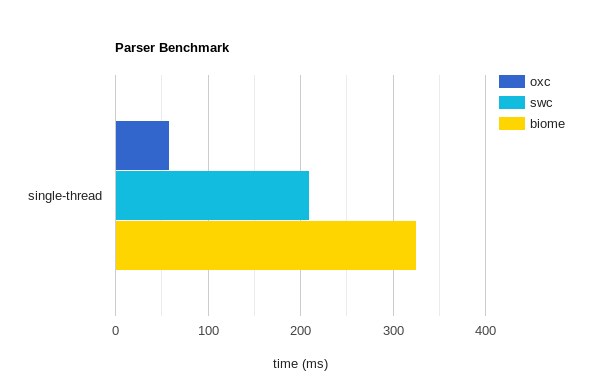 Parser Benchmark
oxc
swc
biome
single-thread
0 100 200 300 400
time (ms)